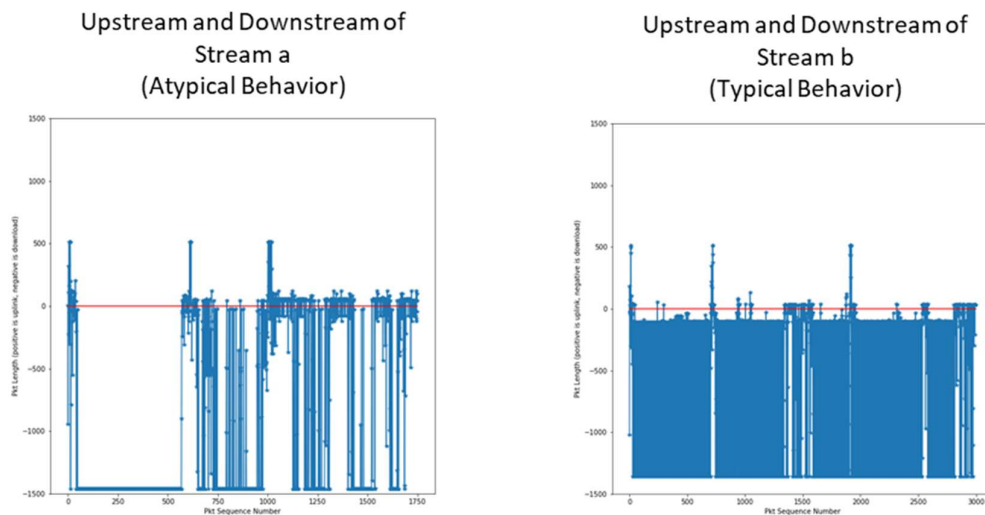 Upstream and Downstream of
Stream a
(Atypical Behavior)
Upstream and Downstream of
Stream b
(Typical Behavior)
1500
1000
500
0
−500
−1000
−1500
Pkt Length (positive is uplink, negative is download)
0 250 500 750 1000 1250 1500 1750
Pkt Sequence Number
1500
1000
500
0
−500
−1000
−1500
Pkt Length (positive is uplink, negative is download)
0 500 1000 1500 2000 2500 3000
Pkt Sequence Number